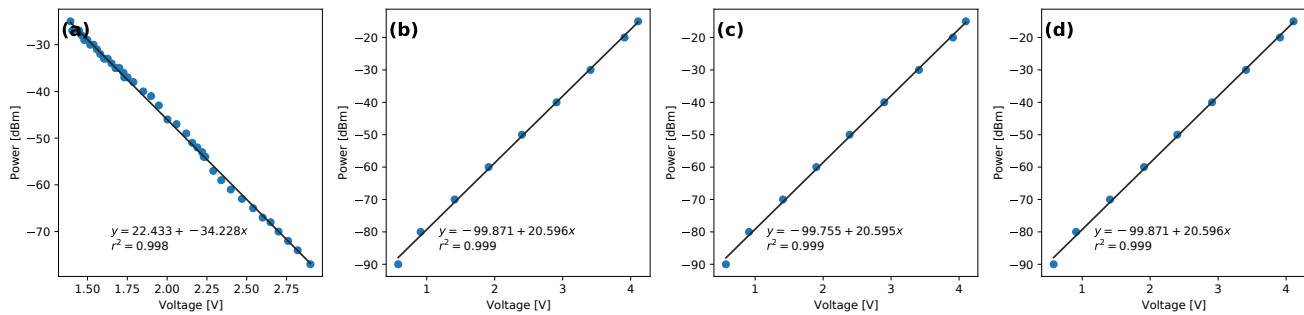 (a)
Power [dBm]
−30
−40
−50
−60
−70
y = 22.433 + −34.228x
r² = 0.998
1.50 1.75 2.00 2.25 2.50 2.75
Voltage [V]
(b)
Power [dBm]
−20
−30
−40
−50
−60
−70
−80
−90
y = −99.871 + 20.596x
r² = 0.999
1 2 3 4
Voltage [V]
(c)
Power [dBm]
−20
−30
−40
−50
−60
−70
−80
−90
y = −99.755 + 20.595x
r² = 0.999
1 2 3 4
Voltage [V]
(d)
Power [dBm]
−20
−30
−40
−50
−60
−70
−80
−90
y = −99.871 + 20.596x
r² = 0.999
1 2 3 4
Voltage [V]